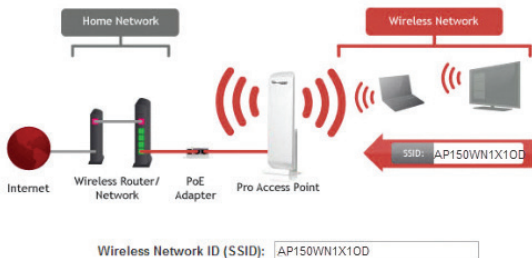 Home Network
Wireless Network
SSID: AP150WN1X1OD
Internet
Wireless Router/
Network
PoE
Adapter
Pro Access Point
Wireless Network ID (SSID): AP150WN1X1OD